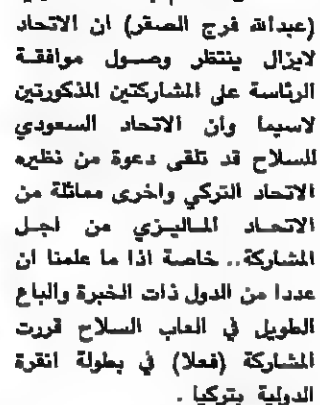 (عبدالله فرج الصقر) ان الاتحاد
لايزال ينتظر وصول موافقة
الرئاسة على المشاركتين المذكورتين
لاسيما وان الاتحاد السعودي
للسلاح قد تلقى دعوة من نظيره
الاتحاد التركي واخرى مماثلة من
الاتحاد الماليزي من اجل
المشاركة.. خاصة اذا ما علمنا ان
عددا من الدول ذات الخبرة والباع
الطويل في العاب السلاح قررت
المشاركة (فعلا) في بطولة انقرة
الدولية بتركيا .